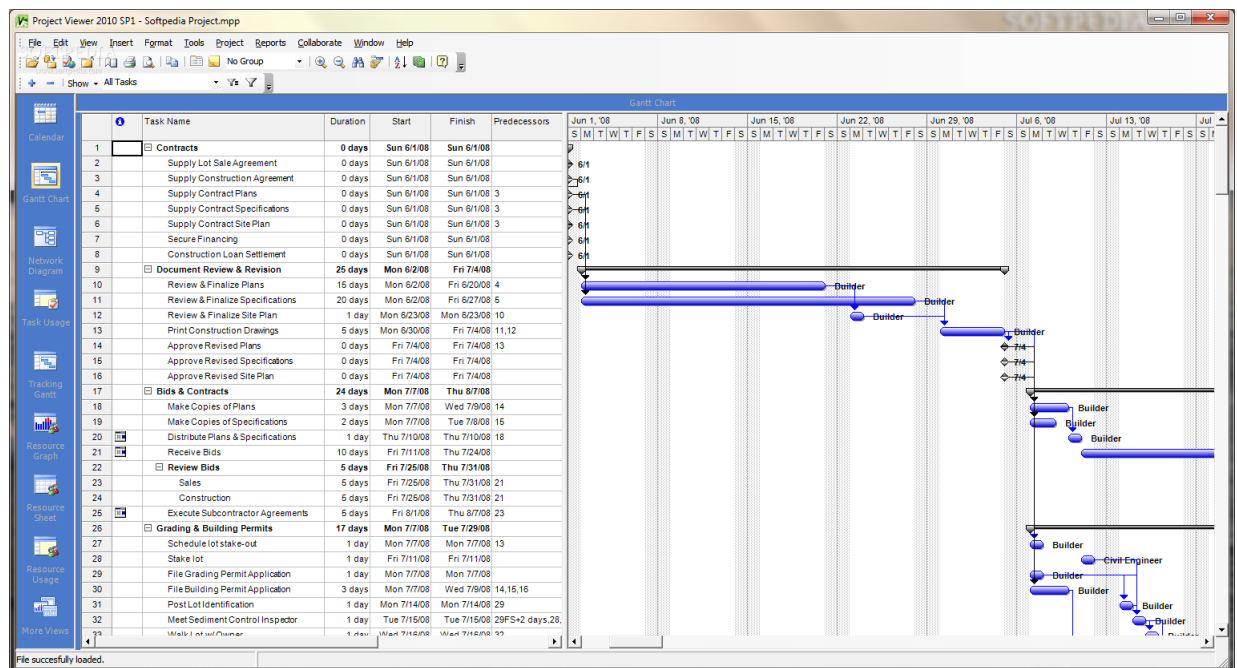 Project Viewer 2010 SP1 - Softpedia Project.mpp
SOFTPEDIA
File Edit View Insert Format Tools Project Reports Collaborate Window Help
No Group
Show All Tasks
Gantt Chart
Calendar
Gantt Chart
Network Diagram
Task Usage
Tracking Gantt
Resource Graph
Resource Sheet
Resource Usage
More Views
Task Name Duration Start Finish Predecessors
Jun 1, '08 Jun 8, '08 Jun 15, '08 Jun 22, '08 Jun 29, '08 Jul 6, '08 Jul 13, '08 Jul
S M T W T F S S M T W T F S S M T W T F S S M T W T F S S M T W T F S S M T W T F S S M T W T F S S
1 Contracts 0 days Sun 6/1/08 Sun 6/1/08
2 Supply Lot Sale Agreement 0 days Sun 6/1/08 Sun 6/1/08 6/1
3 Supply Construction Agreement 0 days Sun 6/1/08 Sun 6/1/08 6/1
4 Supply Contract Plans 0 days Sun 6/1/08 Sun 6/1/08 3 6/1
5 Supply Contract Specifications 0 days Sun 6/1/08 Sun 6/1/08 3 6/1
6 Supply Contract Site Plan 0 days Sun 6/1/08 Sun 6/1/08 3 6/1
7 Secure Financing 0 days Sun 6/1/08 Sun 6/1/08 6/1
8 Construction Loan Settlement 0 days Sun 6/1/08 Sun 6/1/08 6/1
9 Document Review & Revision 25 days Mon 6/2/08 Fri 7/4/08
10 Review & Finalize Plans 15 days Mon 6/2/08 Fri 6/20/08 4 Builder
11 Review & Finalize Specifications 20 days Mon 6/2/08 Fri 6/27/08 5 Builder
12 Review & Finalize Site Plan 1 day Mon 6/23/08 Mon 6/23/08 10 Builder
13 Print Construction Drawings 5 days Mon 6/30/08 Fri 7/4/08 11,12 Builder
14 Approve Revised Plans 0 days Fri 7/4/08 Fri 7/4/08 13 7/4
15 Approve Revised Specifications 0 days Fri 7/4/08 Fri 7/4/08 7/4
16 Approve Revised Site Plan 0 days Fri 7/4/08 Fri 7/4/08 7/4
17 Bids & Contracts 24 days Mon 7/7/08 Thu 8/7/08
18 Make Copies of Plans 3 days Mon 7/7/08 Wed 7/9/08 14 Builder
19 Make Copies of Specifications 2 days Mon 7/7/08 Tue 7/8/08 15 Builder
20 Distribute Plans & Specifications 1 day Thu 7/10/08 Thu 7/10/08 18 Builder
21 Receive Bids 10 days Fri 7/11/08 Thu 7/24/08
22 Review Bids 5 days Fri 7/25/08 Thu 7/31/08
23 Sales 5 days Fri 7/25/08 Thu 7/31/08 21
24 Construction 5 days Fri 7/25/08 Thu 7/31/08 21
25 Execute Subcontractor Agreements 5 days Fri 8/1/08 Thu 8/7/08 23
26 Grading & Building Permits 17 days Mon 7/7/08 Tue 7/29/08
27 Schedule lot stake-out 1 day Mon 7/7/08 Mon 7/7/08 13 Builder
28 Stake lot 1 day Fri 7/11/08 Fri 7/11/08 Civil Engineer
29 File Grading Permit Application 1 day Mon 7/7/08 Mon 7/7/08 Builder
30 File Building Permit Application 3 days Mon 7/7/08 Wed 7/9/08 14,15,16 Builder
31 Post Lot Identification 1 day Mon 7/14/08 Mon 7/14/08 29 Builder
32 Meet Sediment Control Inspector 1 day Tue 7/15/08 Tue 7/15/08 29FS+2 days,28, Builder
33 Walk Lot w/ Owner 1 day Wed 7/16/08 Wed 7/16/08 32 Builder
File succesfully loaded.